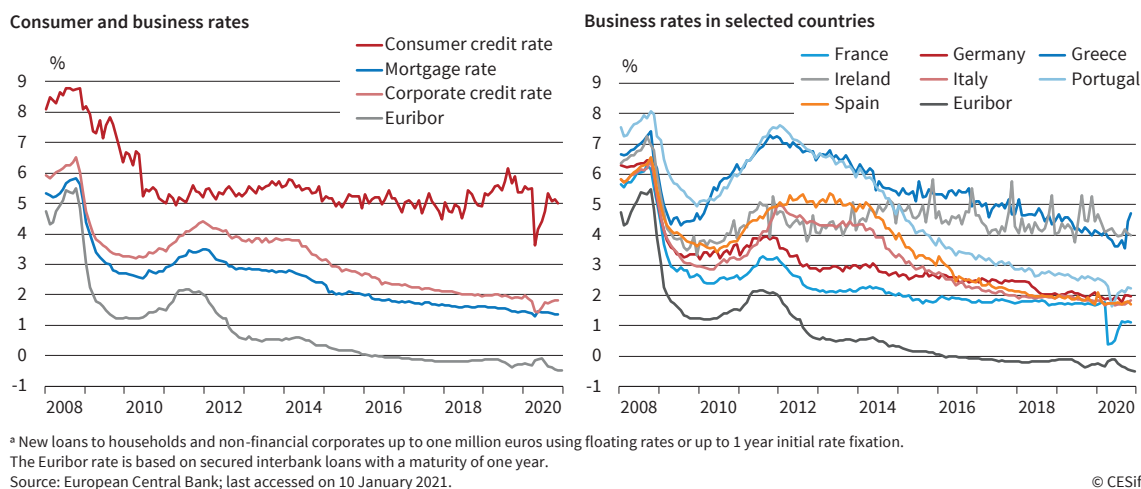 Consumer and business rates
%
Consumer credit rate
Mortgage rate
Corporate credit rate
Euribor
9
8
7
6
5
4
3
2
1
0
-1
2008 2010 2012 2014 2016 2018 2020
Business rates in selected countries
%
France Germany Greece
Ireland Italy Portugal
Spain Euribor
9
8
7
6
5
4
3
2
1
0
-1
2008 2010 2012 2014 2016 2018 2020
ᵃ New loans to households and non-financial corporates up to one million euros using floating rates or up to 1 year initial rate fixation.
The Euribor rate is based on secured interbank loans with a maturity of one year.
Source: European Central Bank; last accessed on 10 January 2021.
© CESif